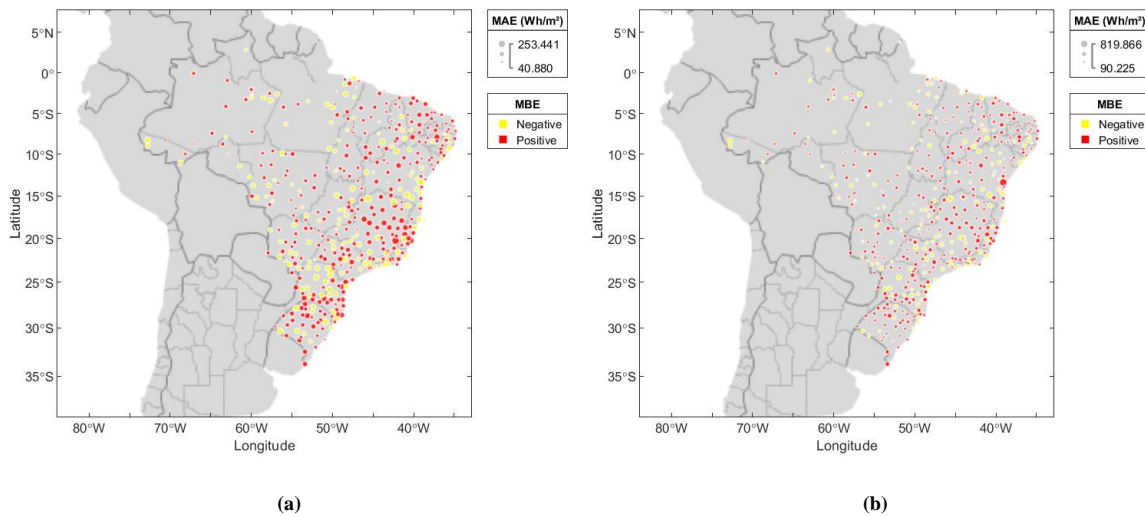 5°N
0°
5°S
10°S
15°S
20°S
25°S
30°S
35°S
Latitude
80°W 70°W 60°W 50°W 40°W
Longitude
MAE (Wh/m²)
253.441
40.880
MBE
Negative
Positive
(a)
5°N
0°
5°S
10°S
15°S
20°S
25°S
30°S
35°S
Latitude
80°W 70°W 60°W 50°W 40°W
Longitude
MAE (Wh/m²)
819.866
90.225
MBE
Negative
Positive
(b)